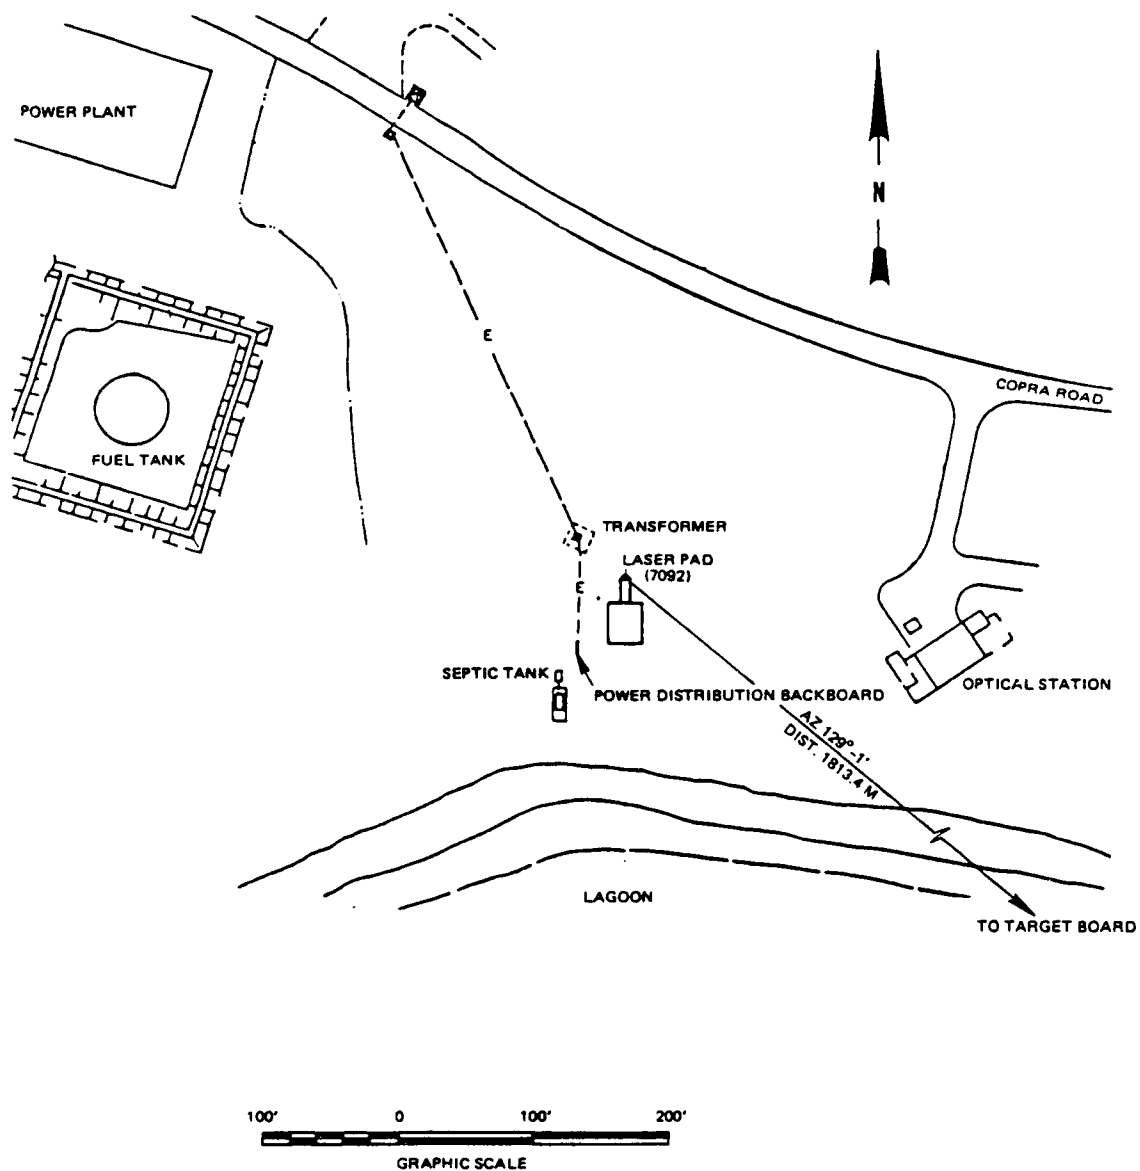 POWER PLANT
N
E
COPRA ROAD
FUEL TANK
TRANSFORMER
LASER PAD
(7092)
E
SEPTIC TANK
POWER DISTRIBUTION BACKBOARD
OPTICAL STATION
AZ 129°-1'
DIST. 1813.4 M
LAGOON
TO TARGET BOARD
100' 0 100' 200'
GRAPHIC SCALE